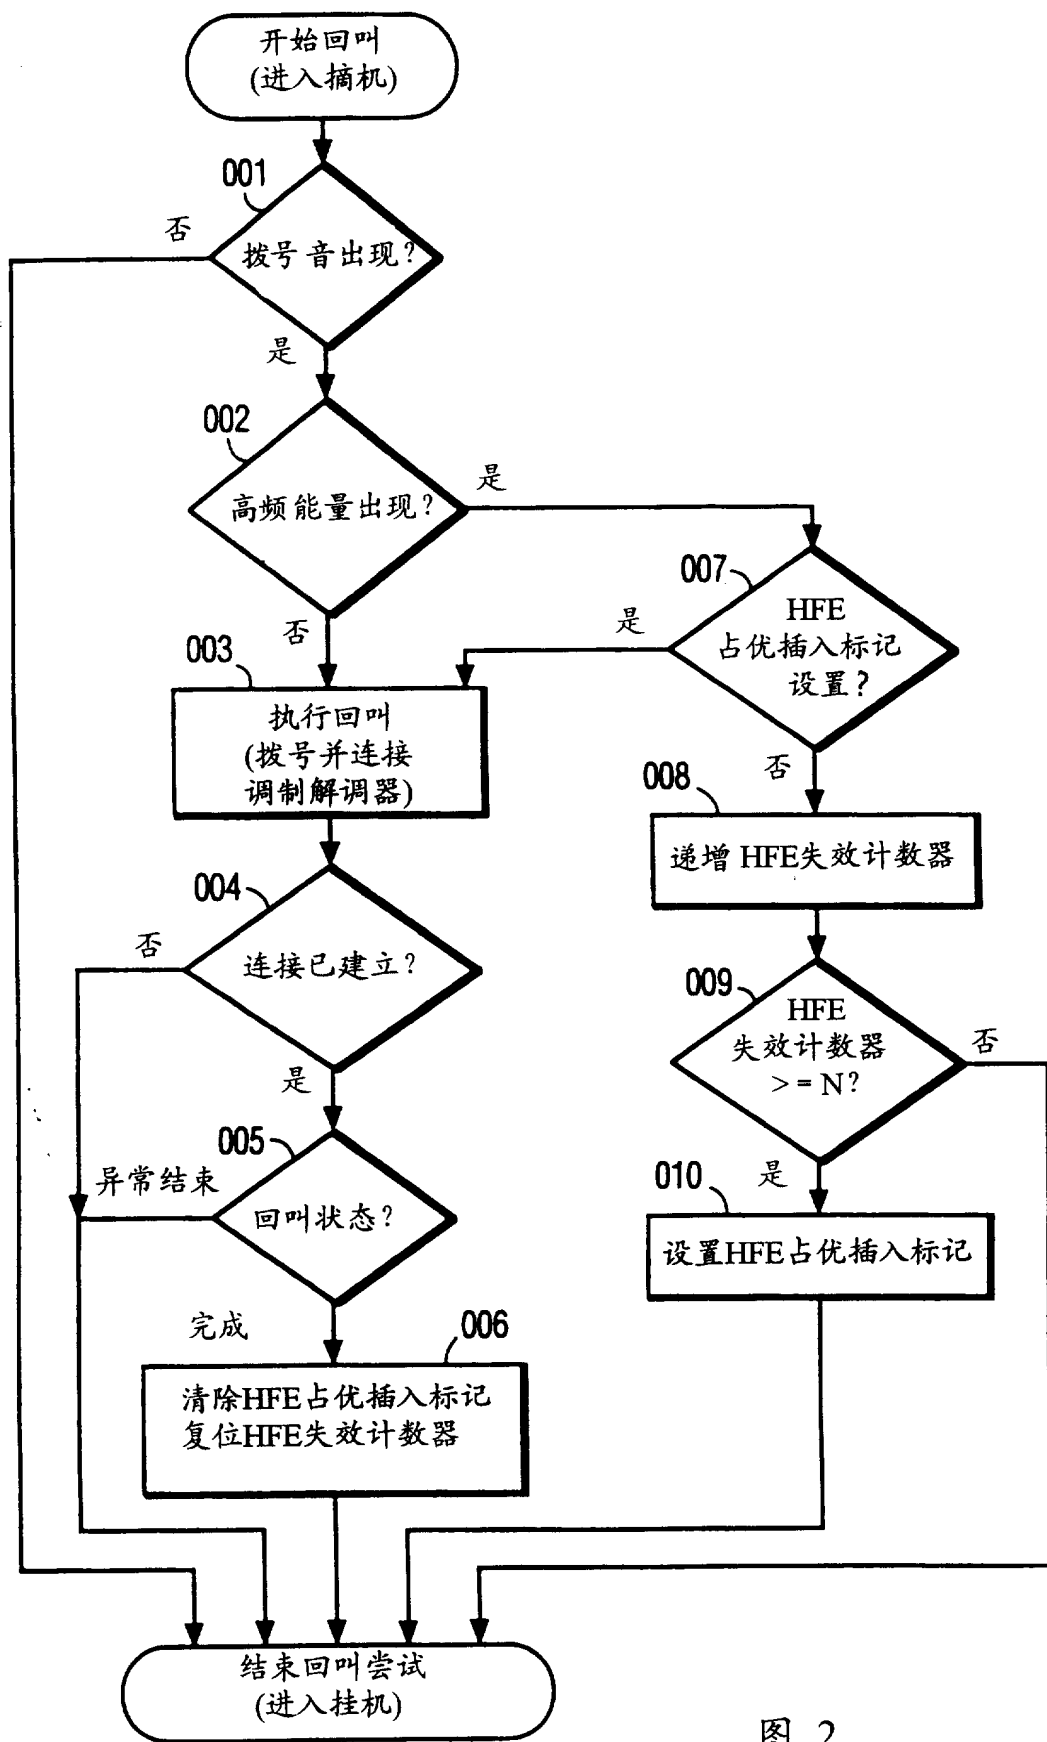 开始回叫
(进入摘机)
001
否
拨号音出现?
是
002
高频能量出现?
是
否
007
HFE
占优插入标记
设置?
是
003
执行回叫
(拨号并连接
调制解调器)
否
008
递增 HFE失效计数器
004
否
连接已建立?
是
009
HFE
失效计数器
>= N?
否
005
异常结束
回叫状态?
是
010
设置HFE占优插入标记
完成
006
清除HFE占优插入标记
复位HFE失效计数器
结束回叫尝试
(进入挂机)
图 2